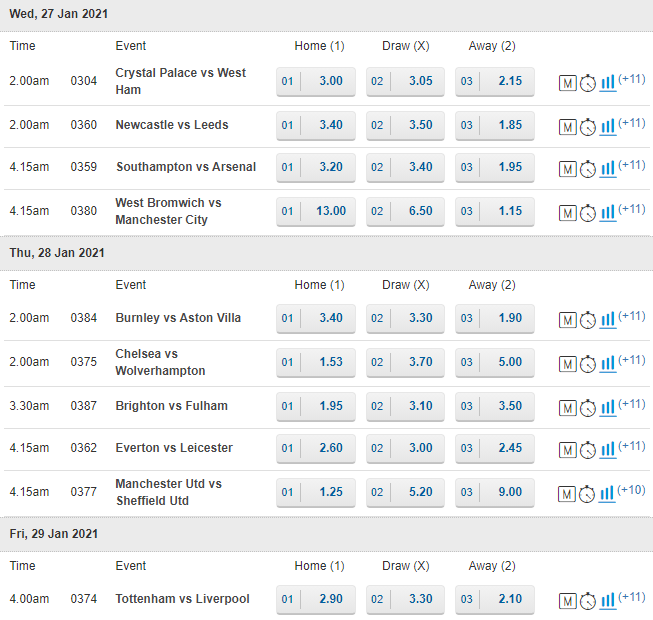 Wed, 27 Jan 2021
Time Event Home (1) Draw (X) Away (2)
2.00am 0304 Crystal Palace vs West Ham 01 3.00 02 3.05 03 2.15 M (+11)
2.00am 0360 Newcastle vs Leeds 01 3.40 02 3.50 03 1.85 M (+11)
4.15am 0359 Southampton vs Arsenal 01 3.20 02 3.40 03 1.95 M (+11)
4.15am 0380 West Bromwich vs Manchester City 01 13.00 02 6.50 03 1.15 M (+11)
Thu, 28 Jan 2021
Time Event Home (1) Draw (X) Away (2)
2.00am 0384 Burnley vs Aston Villa 01 3.40 02 3.30 03 1.90 M (+11)
2.00am 0375 Chelsea vs Wolverhampton 01 1.53 02 3.70 03 5.00 M (+11)
3.30am 0387 Brighton vs Fulham 01 1.95 02 3.10 03 3.50 M (+11)
4.15am 0362 Everton vs Leicester 01 2.60 02 3.00 03 2.45 M (+11)
4.15am 0377 Manchester Utd vs Sheffield Utd 01 1.25 02 5.20 03 9.00 M (+10)
Fri, 29 Jan 2021
Time Event Home (1) Draw (X) Away (2)
4.00am 0374 Tottenham vs Liverpool 01 2.90 02 3.30 03 2.10 M (+11)